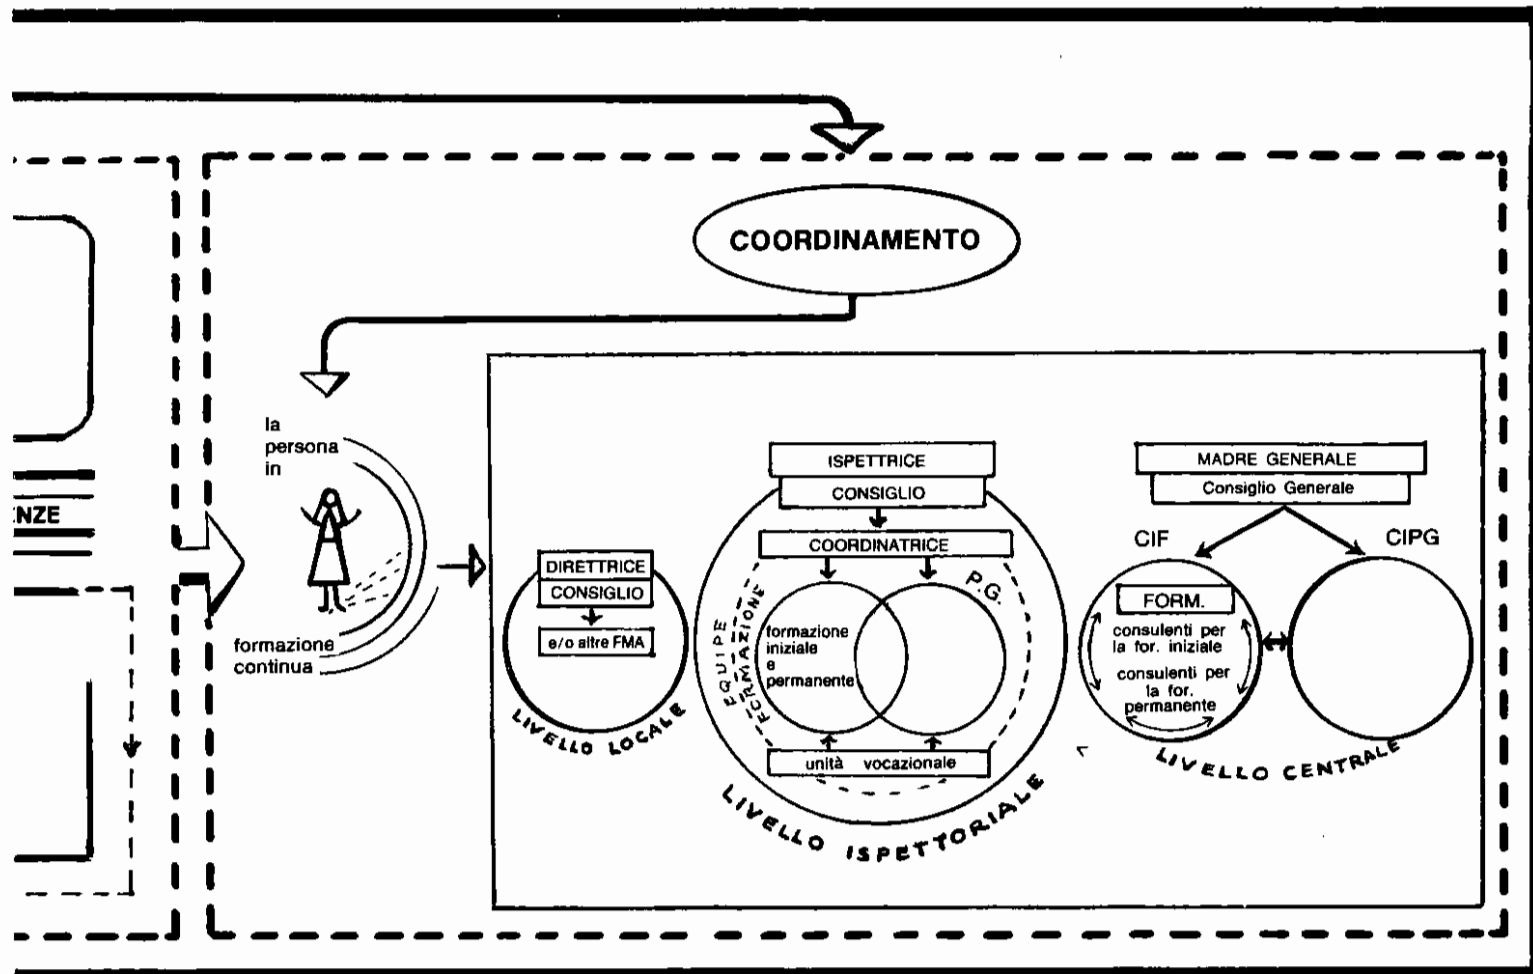 COORDINAMENTO
la
persona
in
NZE
formazione
continua
DIRETTRICE
CONSIGLIO
e/o altre FMA
LIVELLO LOCALE
ISPETTRICE
CONSIGLIO
COORDINATRICE
EQUIPE
FORMAZIONE
P.G.
formazione
iniziale
e
permanente
unità vocazionale
LIVELLO ISPETTORIALE
MADRE GENERALE
Consiglio Generale
CIF
CIPG
FORM.
consulenti per
la for. iniziale
consulenti per
la for.
permanente
LIVELLO CENTRALE